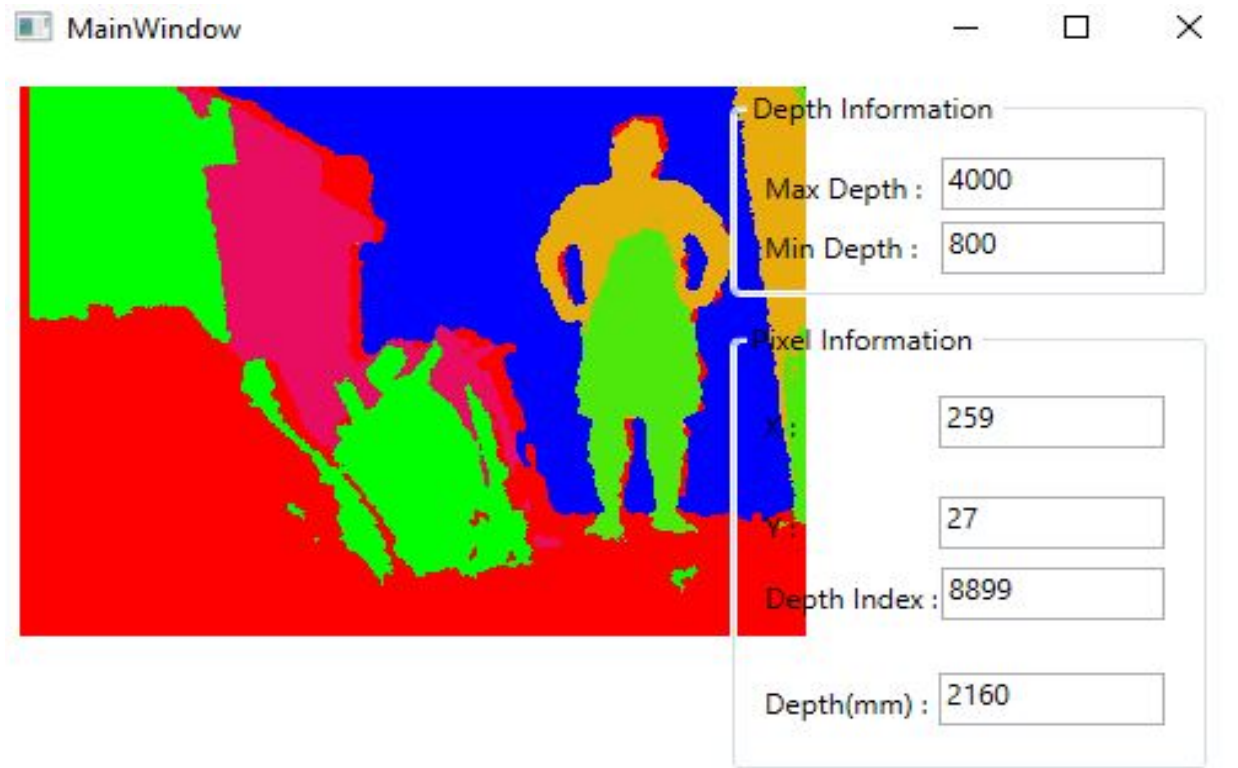 MainWindow
Depth Information
Max Depth : 4000
Min Depth : 800
Pixel Information
X : 259
Y : 27
Depth Index : 8899
Depth(mm) : 2160